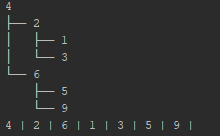 4
├── 2
│   ├── 1
│   └── 3
└── 6
    ├── 5
    └── 9
4 | 2 | 6 | 1 | 3 | 5 | 9 |